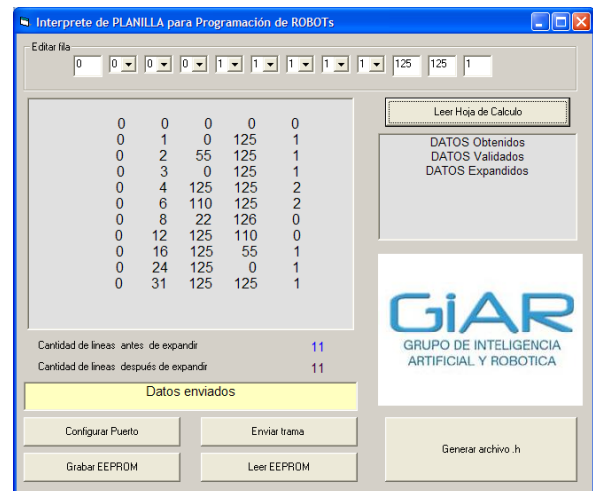 Interprete de PLANILLA para Programación de ROBOTs
Editar fila
0 0 0 0 1 1 1 1 1 125 125 1
Leer Hoja de Calculo
0 0 0 0 0
0 1 0 125 1
0 2 55 125 1
0 3 0 125 1
0 4 125 125 2
0 6 110 125 2
0 8 22 126 0
0 12 125 110 0
0 16 125 55 1
0 24 125 0 1
0 31 125 125 1
DATOS Obtenidos
DATOS Validados
DATOS Expandidos
GiAR
GRUPO DE INTELIGENCIA
ARTIFICIAL Y ROBOTICA
Cantidad de lineas antes de expandir 11
Cantidad de lineas después de expandir 11
Datos enviados
Configurar Puerto
Enviar trama
Generar archivo .h
Grabar EEPROM
Leer EEPROM